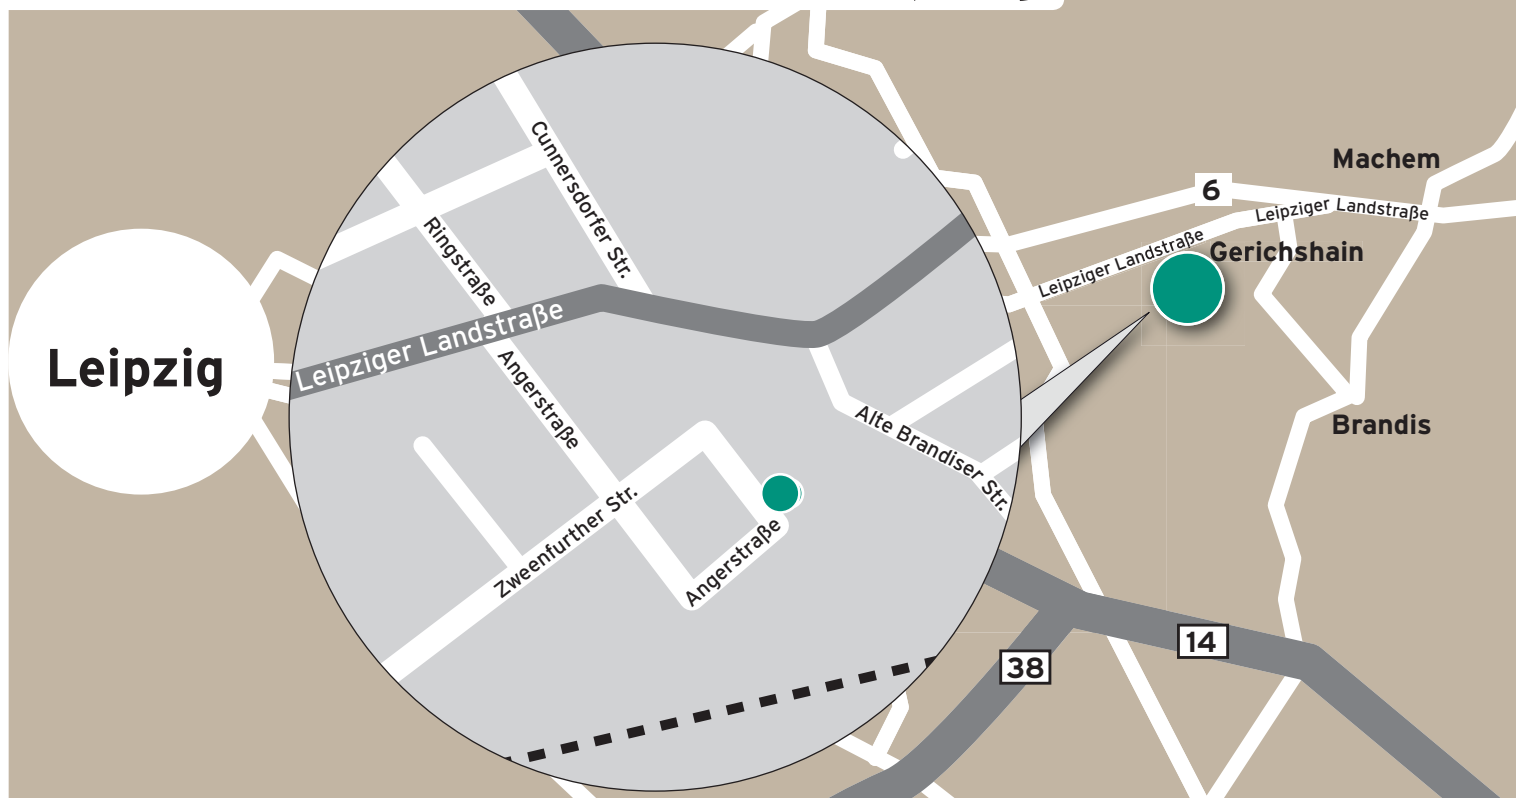 Machem
6
Leipziger Landstraße
Leipziger Landstraße
Gerichshain
Brandis
Leipzig
Cunnersdorfer Str.
Ringstraße
Leipziger Landstraße
Angerstraße
Alte Brandiser Str.
Zweenfurther Str.
Angerstraße
14
38